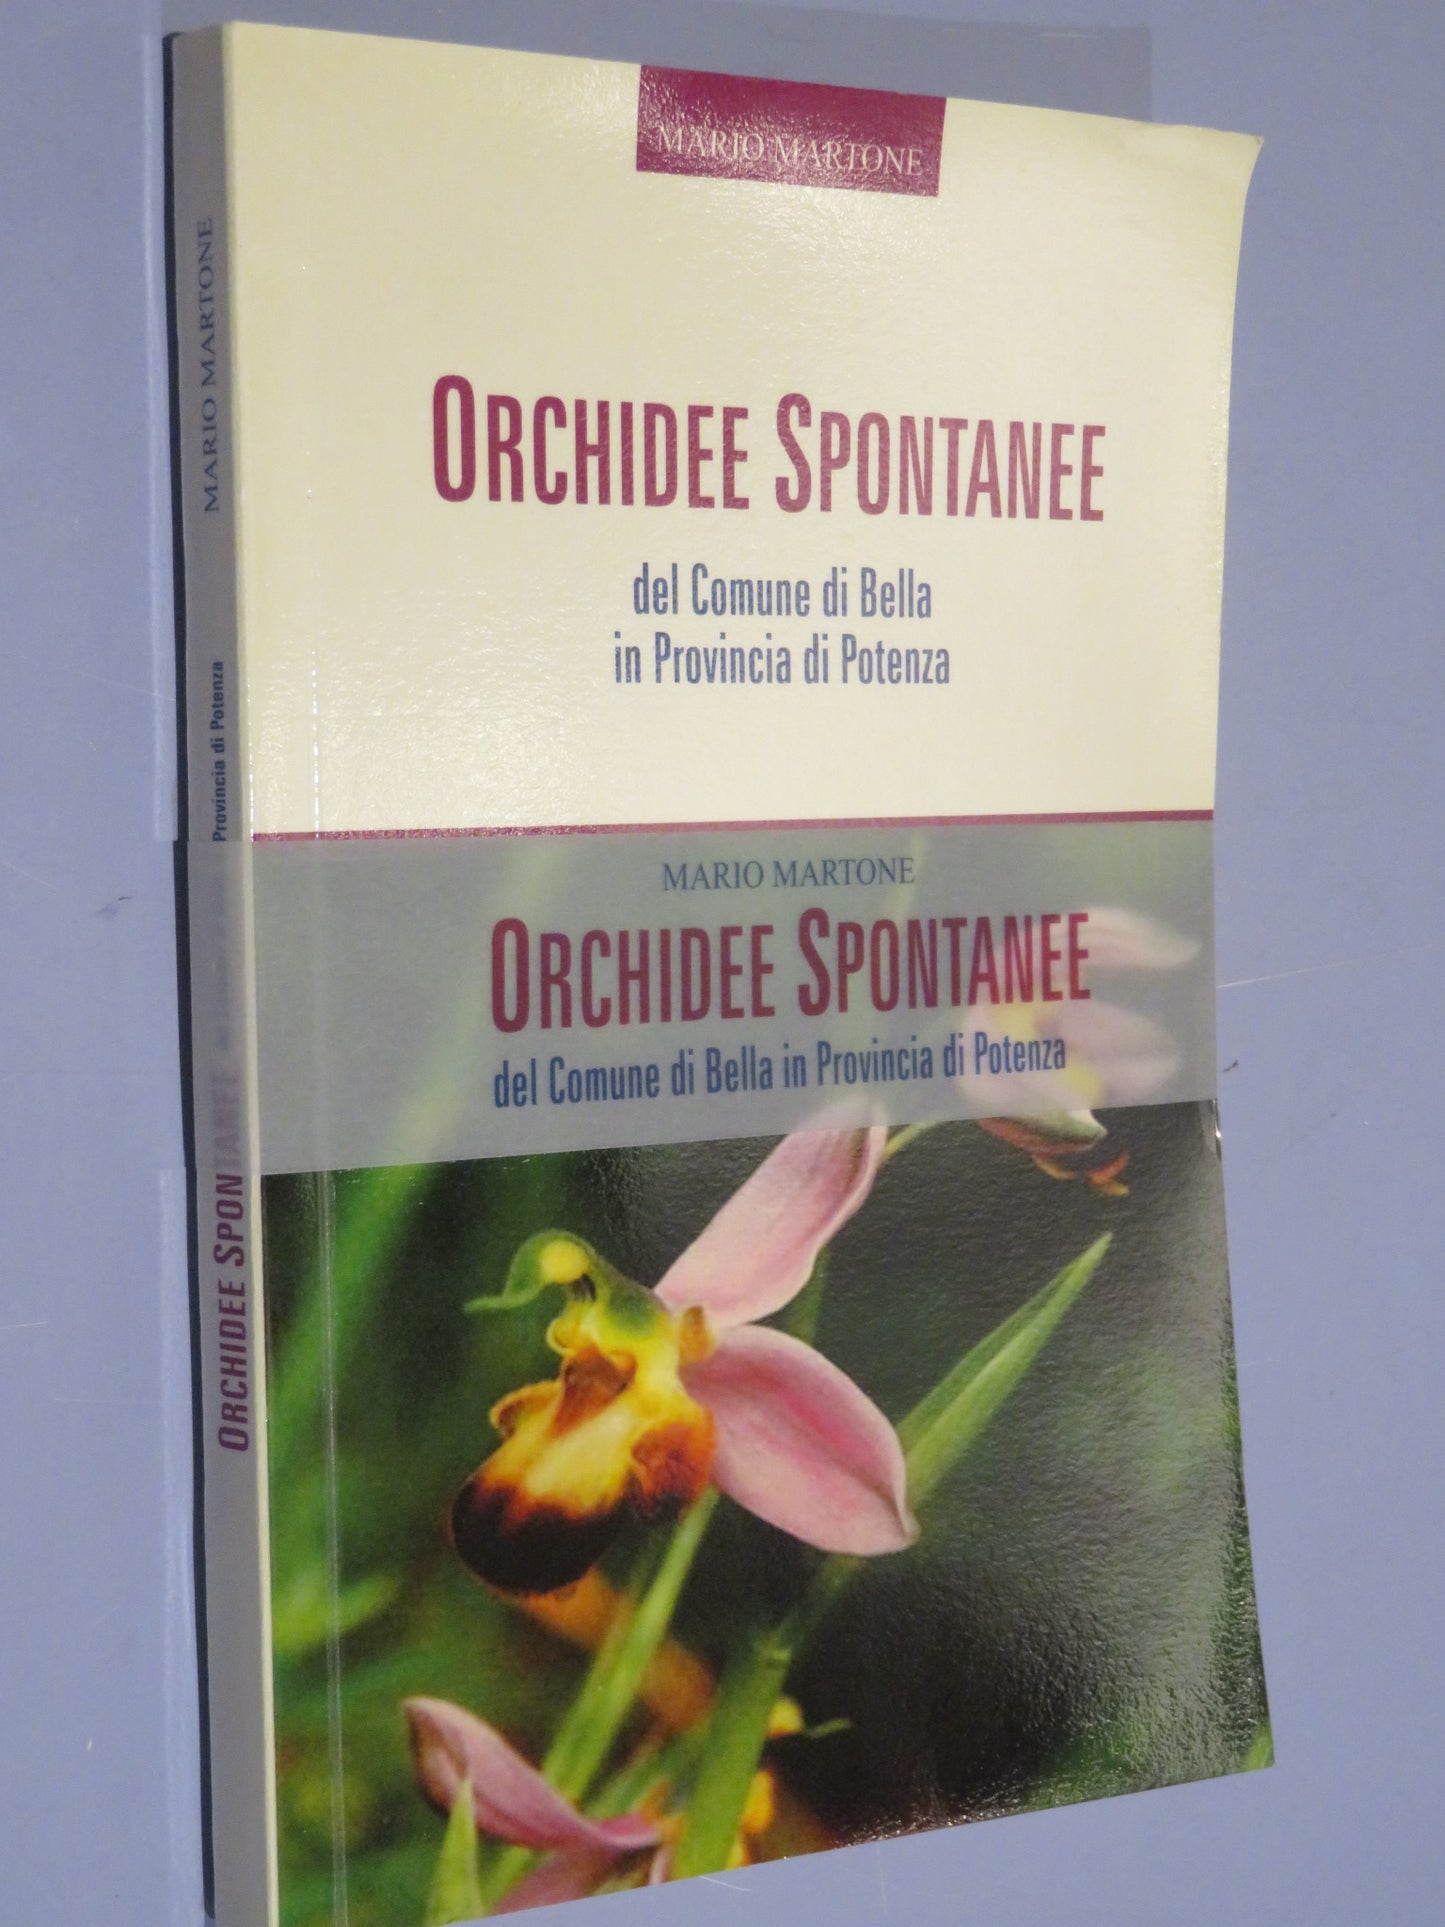 MARIO MARTONE
ORCHIDEE SPONTANEE
del Comune di Bella
in Provincia di Potenza
MARIO MARTONE
ORCHIDEE SPONTANEE
del Comune di Bella in Provincia di Potenza
MARIO MARTONE
ORCHIDEE SPONTANEE Provincia di Potenza